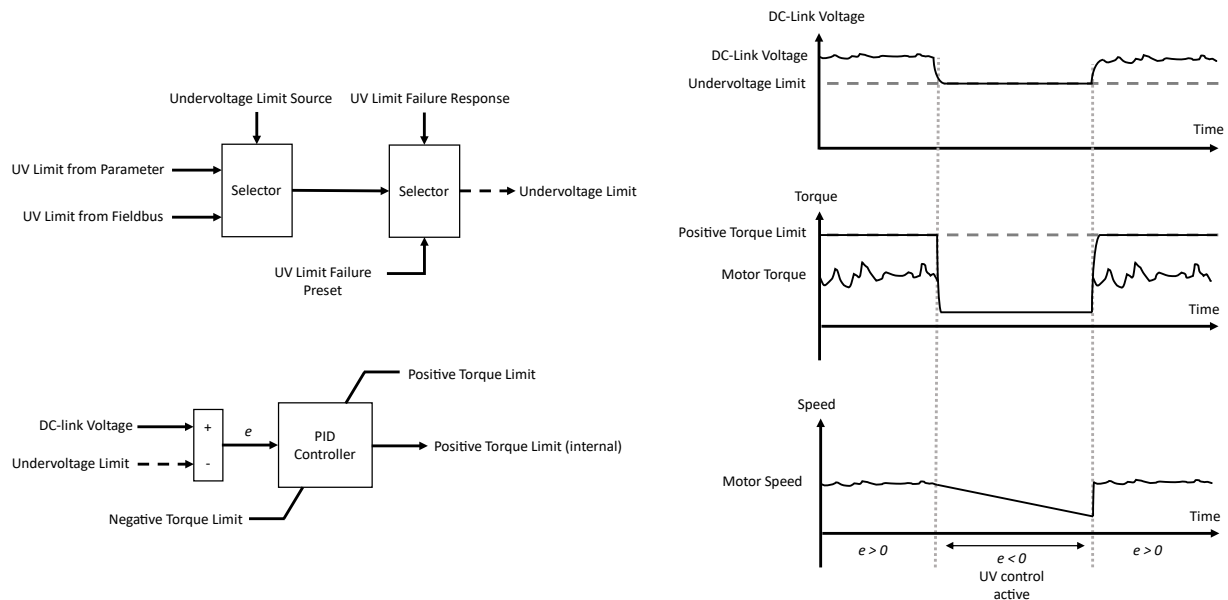 Undervoltage Limit Source
UV Limit Failure Response
UV Limit from Parameter
UV Limit from Fieldbus
Selector
Selector
Undervoltage Limit
UV Limit Failure
Preset
Positive Torque Limit
DC-link Voltage
+
e
PID
Controller
Positive Torque Limit (internal)
Undervoltage Limit
-
Negative Torque Limit
DC-Link Voltage
DC-Link Voltage
Undervoltage Limit
Time
Torque
Positive Torque Limit
Motor Torque
Time
Speed
Motor Speed
Time
e > 0
e < 0
e > 0
UV control
active